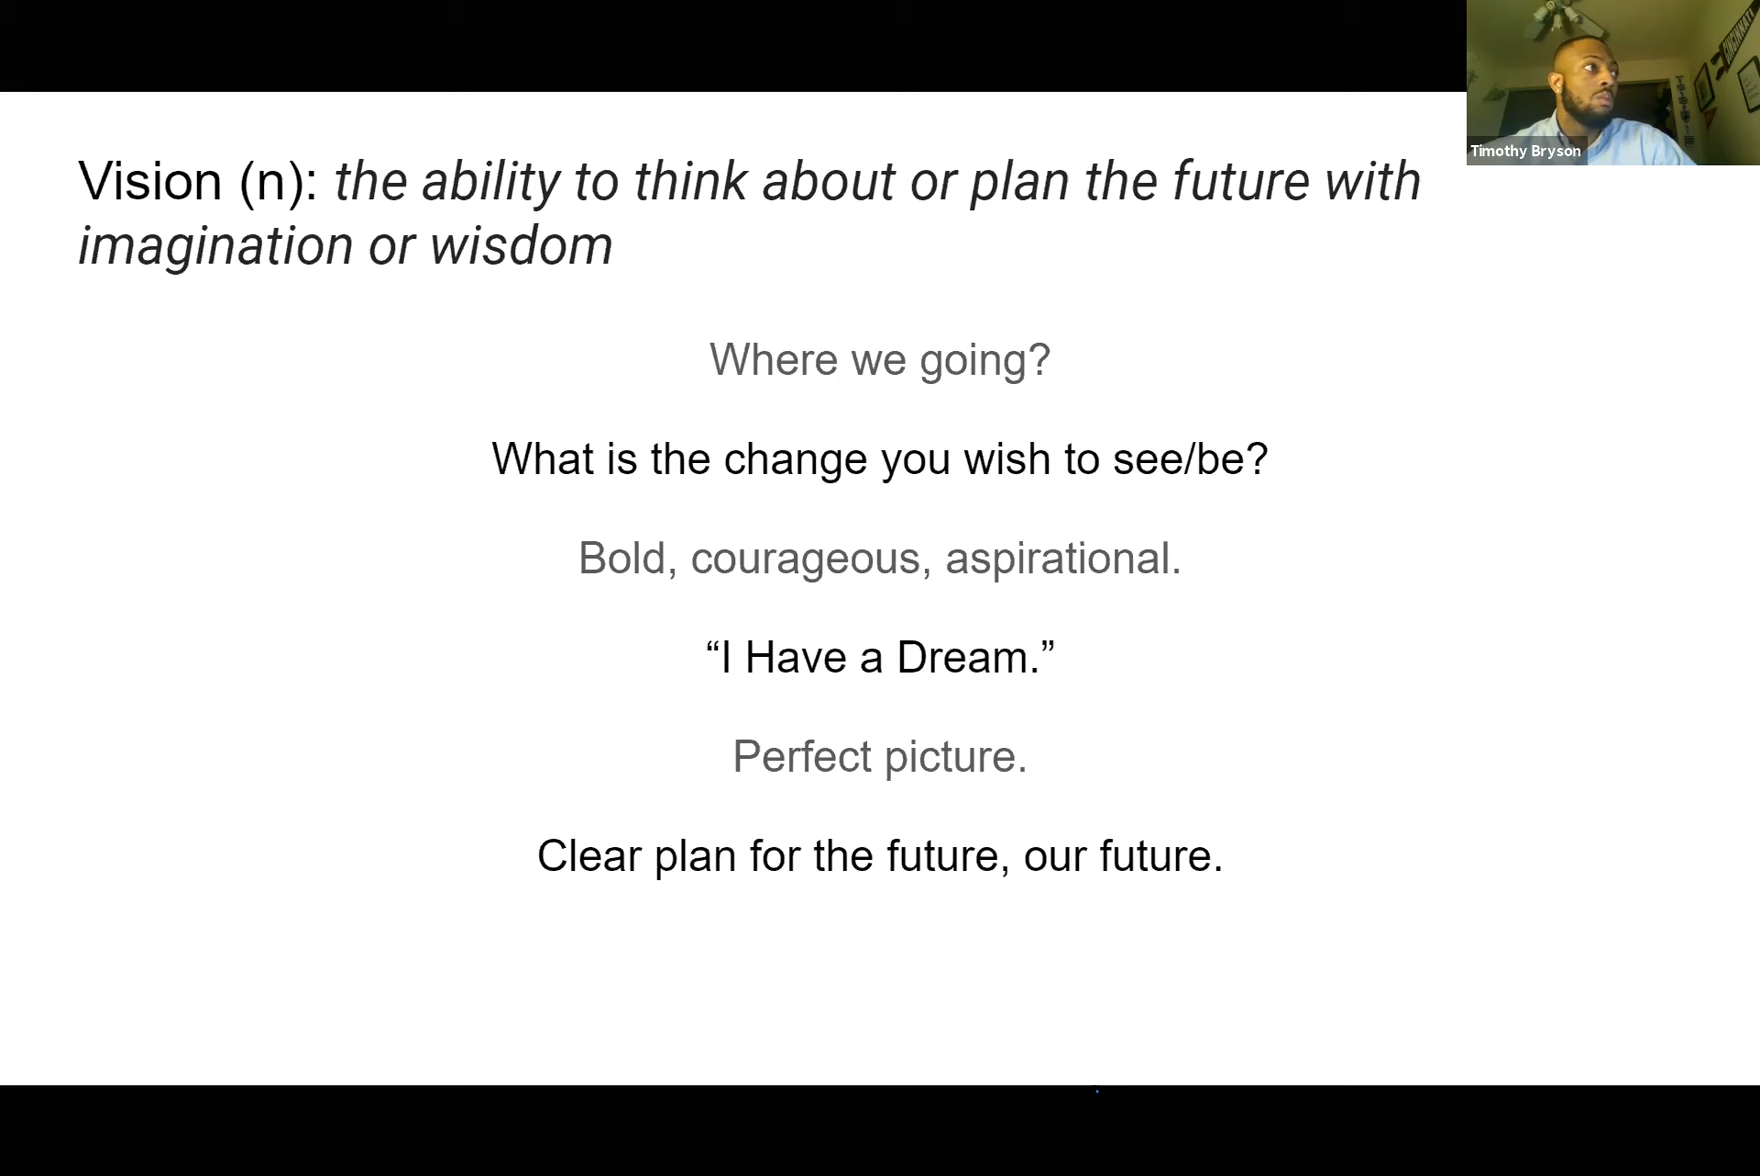 Vision (n): the ability to think about or plan the future with
imagination or wisdom
Where we going?
What is the change you wish to see/be?
Bold, courageous, aspirational.
“I Have a Dream.”
Perfect picture.
Clear plan for the future, our future.
CINCINNATI
Timothy Bryson